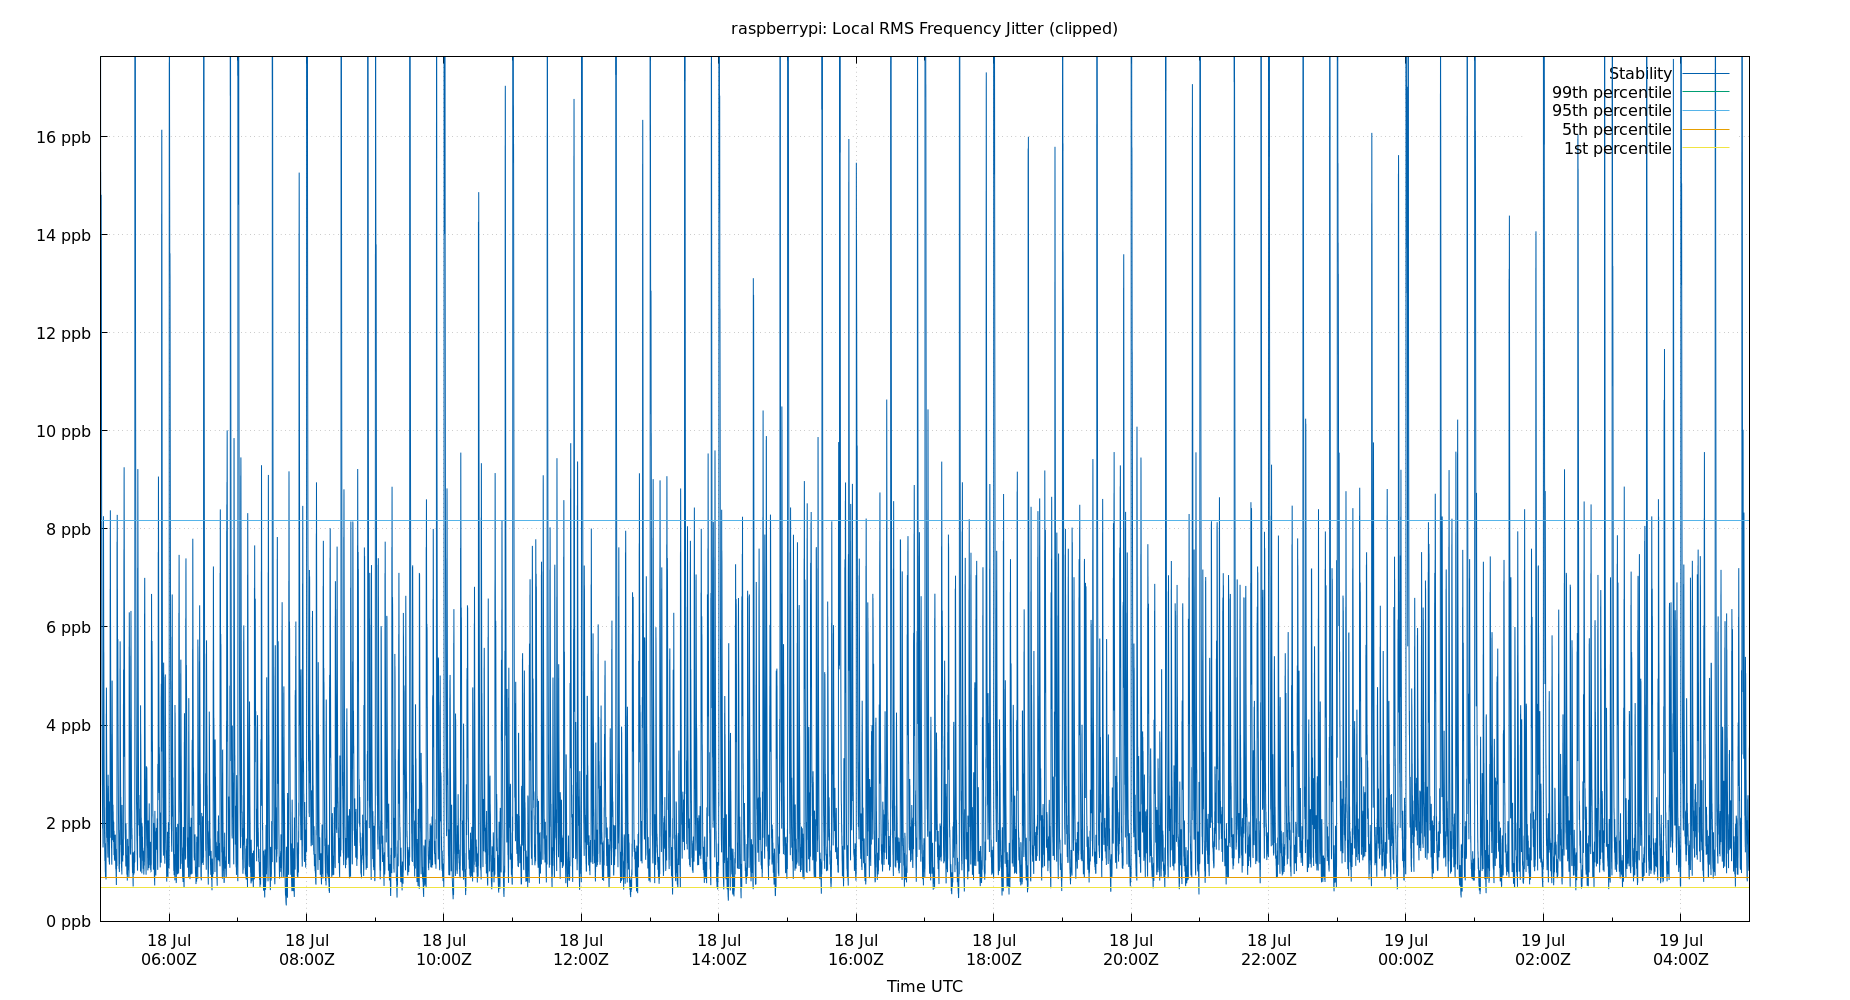 raspberrypi: Local RMS Frequency Jitter (clipped)
Stability
99th percentile
95th percentile
5th percentile
1st percentile
16 ppb
14 ppb
12 ppb
10 ppb
8 ppb
6 ppb
4 ppb
2 ppb
0 ppb
18 Jul 18 Jul 18 Jul 18 Jul 18 Jul 18 Jul 18 Jul 18 Jul 18 Jul 19 Jul 19 Jul 19 Jul
06:00Z 08:00Z 10:00Z 12:00Z 14:00Z 16:00Z 18:00Z 20:00Z 22:00Z 00:00Z 02:00Z 04:00Z
Time UTC